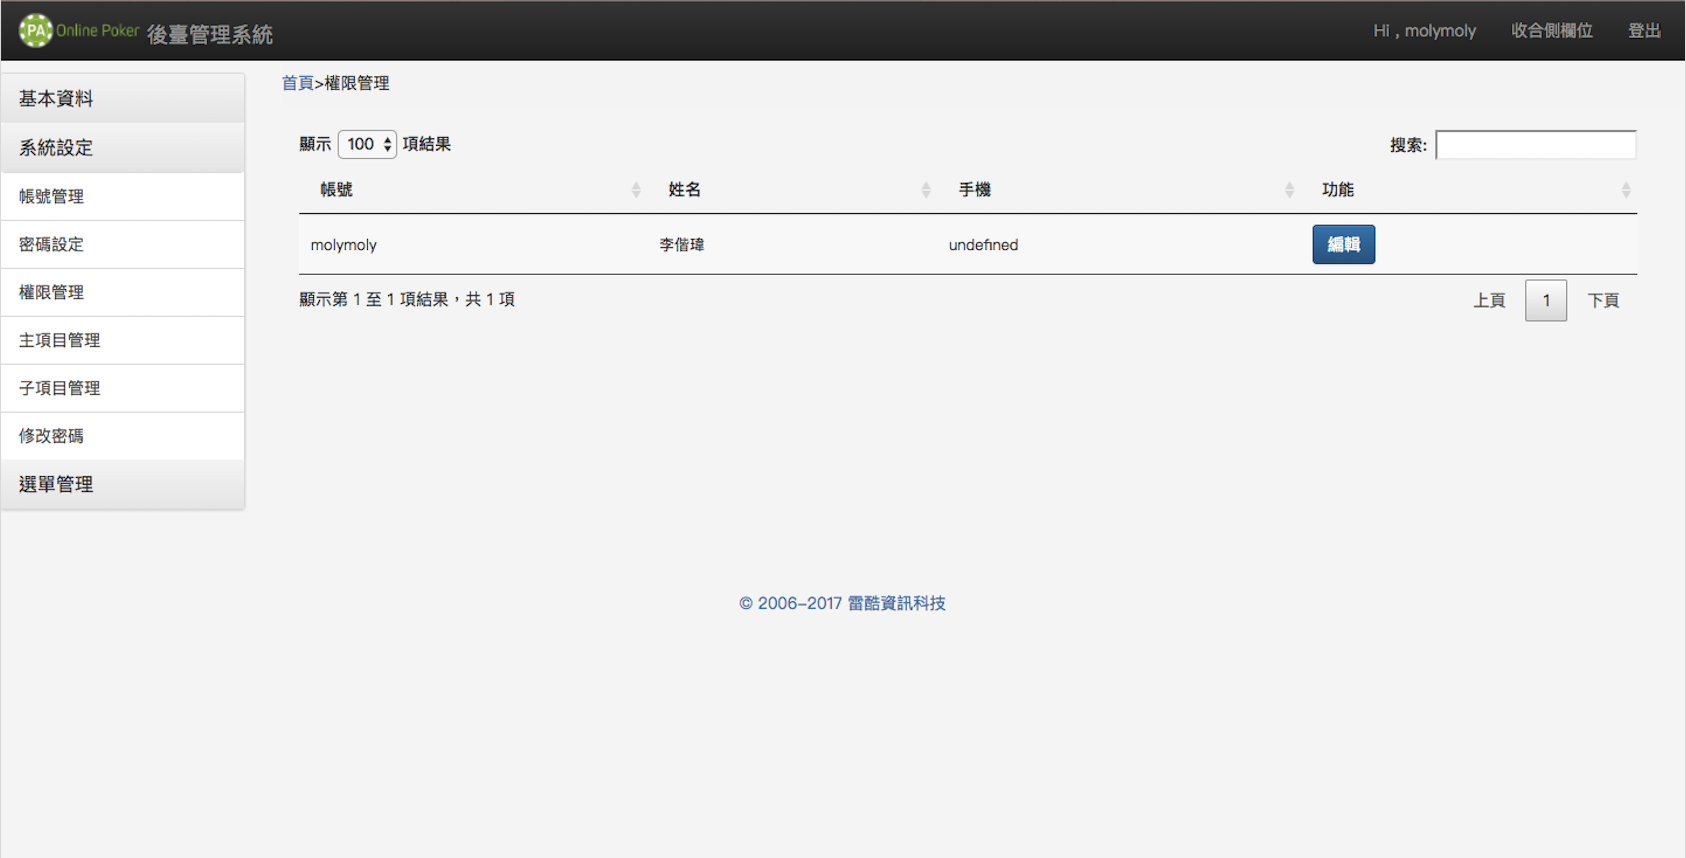 PA Online Poker 後臺管理系統 Hi , molymoly 收合側欄位 登出
基本資料
系統設定
帳號管理
密碼設定
權限管理
主項目管理
子項目管理
修改密碼
選單管理
首頁>權限管理
顯示 100 項結果 搜索:
帳號 姓名 手機 功能
molymoly 李偕瑋 undefined 編輯
顯示第 1 至 1 項結果，共 1 項 上頁 1 下頁
© 2006-2017 雷酷資訊科技